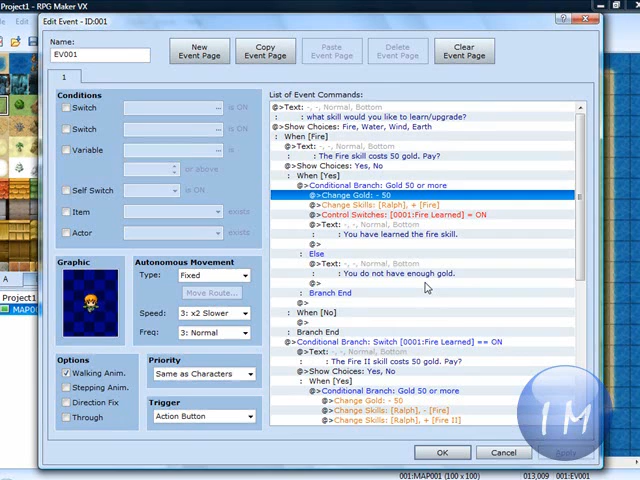 Project1 - RPG Maker VX
Edit Event - ID:001
Name:
EV001
New Event Page
Copy Event Page
Paste Event Page
Delete Event Page
Clear Event Page
1
Conditions
Switch ... is ON
Switch ... is ON
Variable ... is
or above
Self Switch is ON
Item exists
Actor exists
Graphic
Autonomous Movement
Type: Fixed
Move Route...
Speed: 3: x2 Slower
Freq: 3: Normal
Options
Walking Anim.
Stepping Anim.
Direction Fix
Through
Priority
Same as Characters
Trigger
Action Button
List of Event Commands:
@>Text: -, -, Normal, Bottom
: : what skill would you like to learn/upgrade?
@>Show Choices: Fire, Water, Wind, Earth
: When [Fire]
@>Text: -, -, Normal, Bottom
: : The Fire skill costs 50 gold. Pay?
@>Show Choices: Yes, No
: When [Yes]
@>Conditional Branch: Gold 50 or more
@>Change Gold: - 50
@>Change Skills: [Ralph], + [Fire]
@>Control Switches: [0001:Fire Learned] = ON
@>Text: -, -, Normal, Bottom
: : You have learned the fire skill.
@>
: Else
@>Text: -, -, Normal, Bottom
: : You do not have enough gold.
@>
: Branch End
@>
: When [No]
@>
: Branch End
@>Conditional Branch: Switch [0001:Fire Learned] == ON
@>Text: -, -, Normal, Bottom
: : The Fire II skill costs 50 gold. Pay?
@>Show Choices: Yes, No
: When [Yes]
@>Conditional Branch: Gold 50 or more
@>Change Gold: - 50
@>Change Skills: [Ralph], - [Fire]
@>Change Skills: [Ralph], + [Fire II]
OK
Cancel
Apply
IM
A
Project1
MAP001
001:MAP001 (100 x 100)
013,009
001:EV001